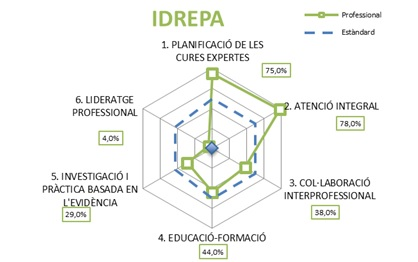 IDREPA
Professional
Estàndard
1. PLANIFICACIÓ DE LES
CURES EXPERTES
75,0%
2. ATENCIÓ INTEGRAL
78,0%
3. COL·LABORACIÓ
INTERPROFESSIONAL
38,0%
4. EDUCACIÓ-FORMACIÓ
44,0%
5. INVESTIGACIÓ I
PRÀCTICA BASADA EN
L'EVIDÈNCIA
29,0%
6. LIDERATGE
PROFESSIONAL
4,0%